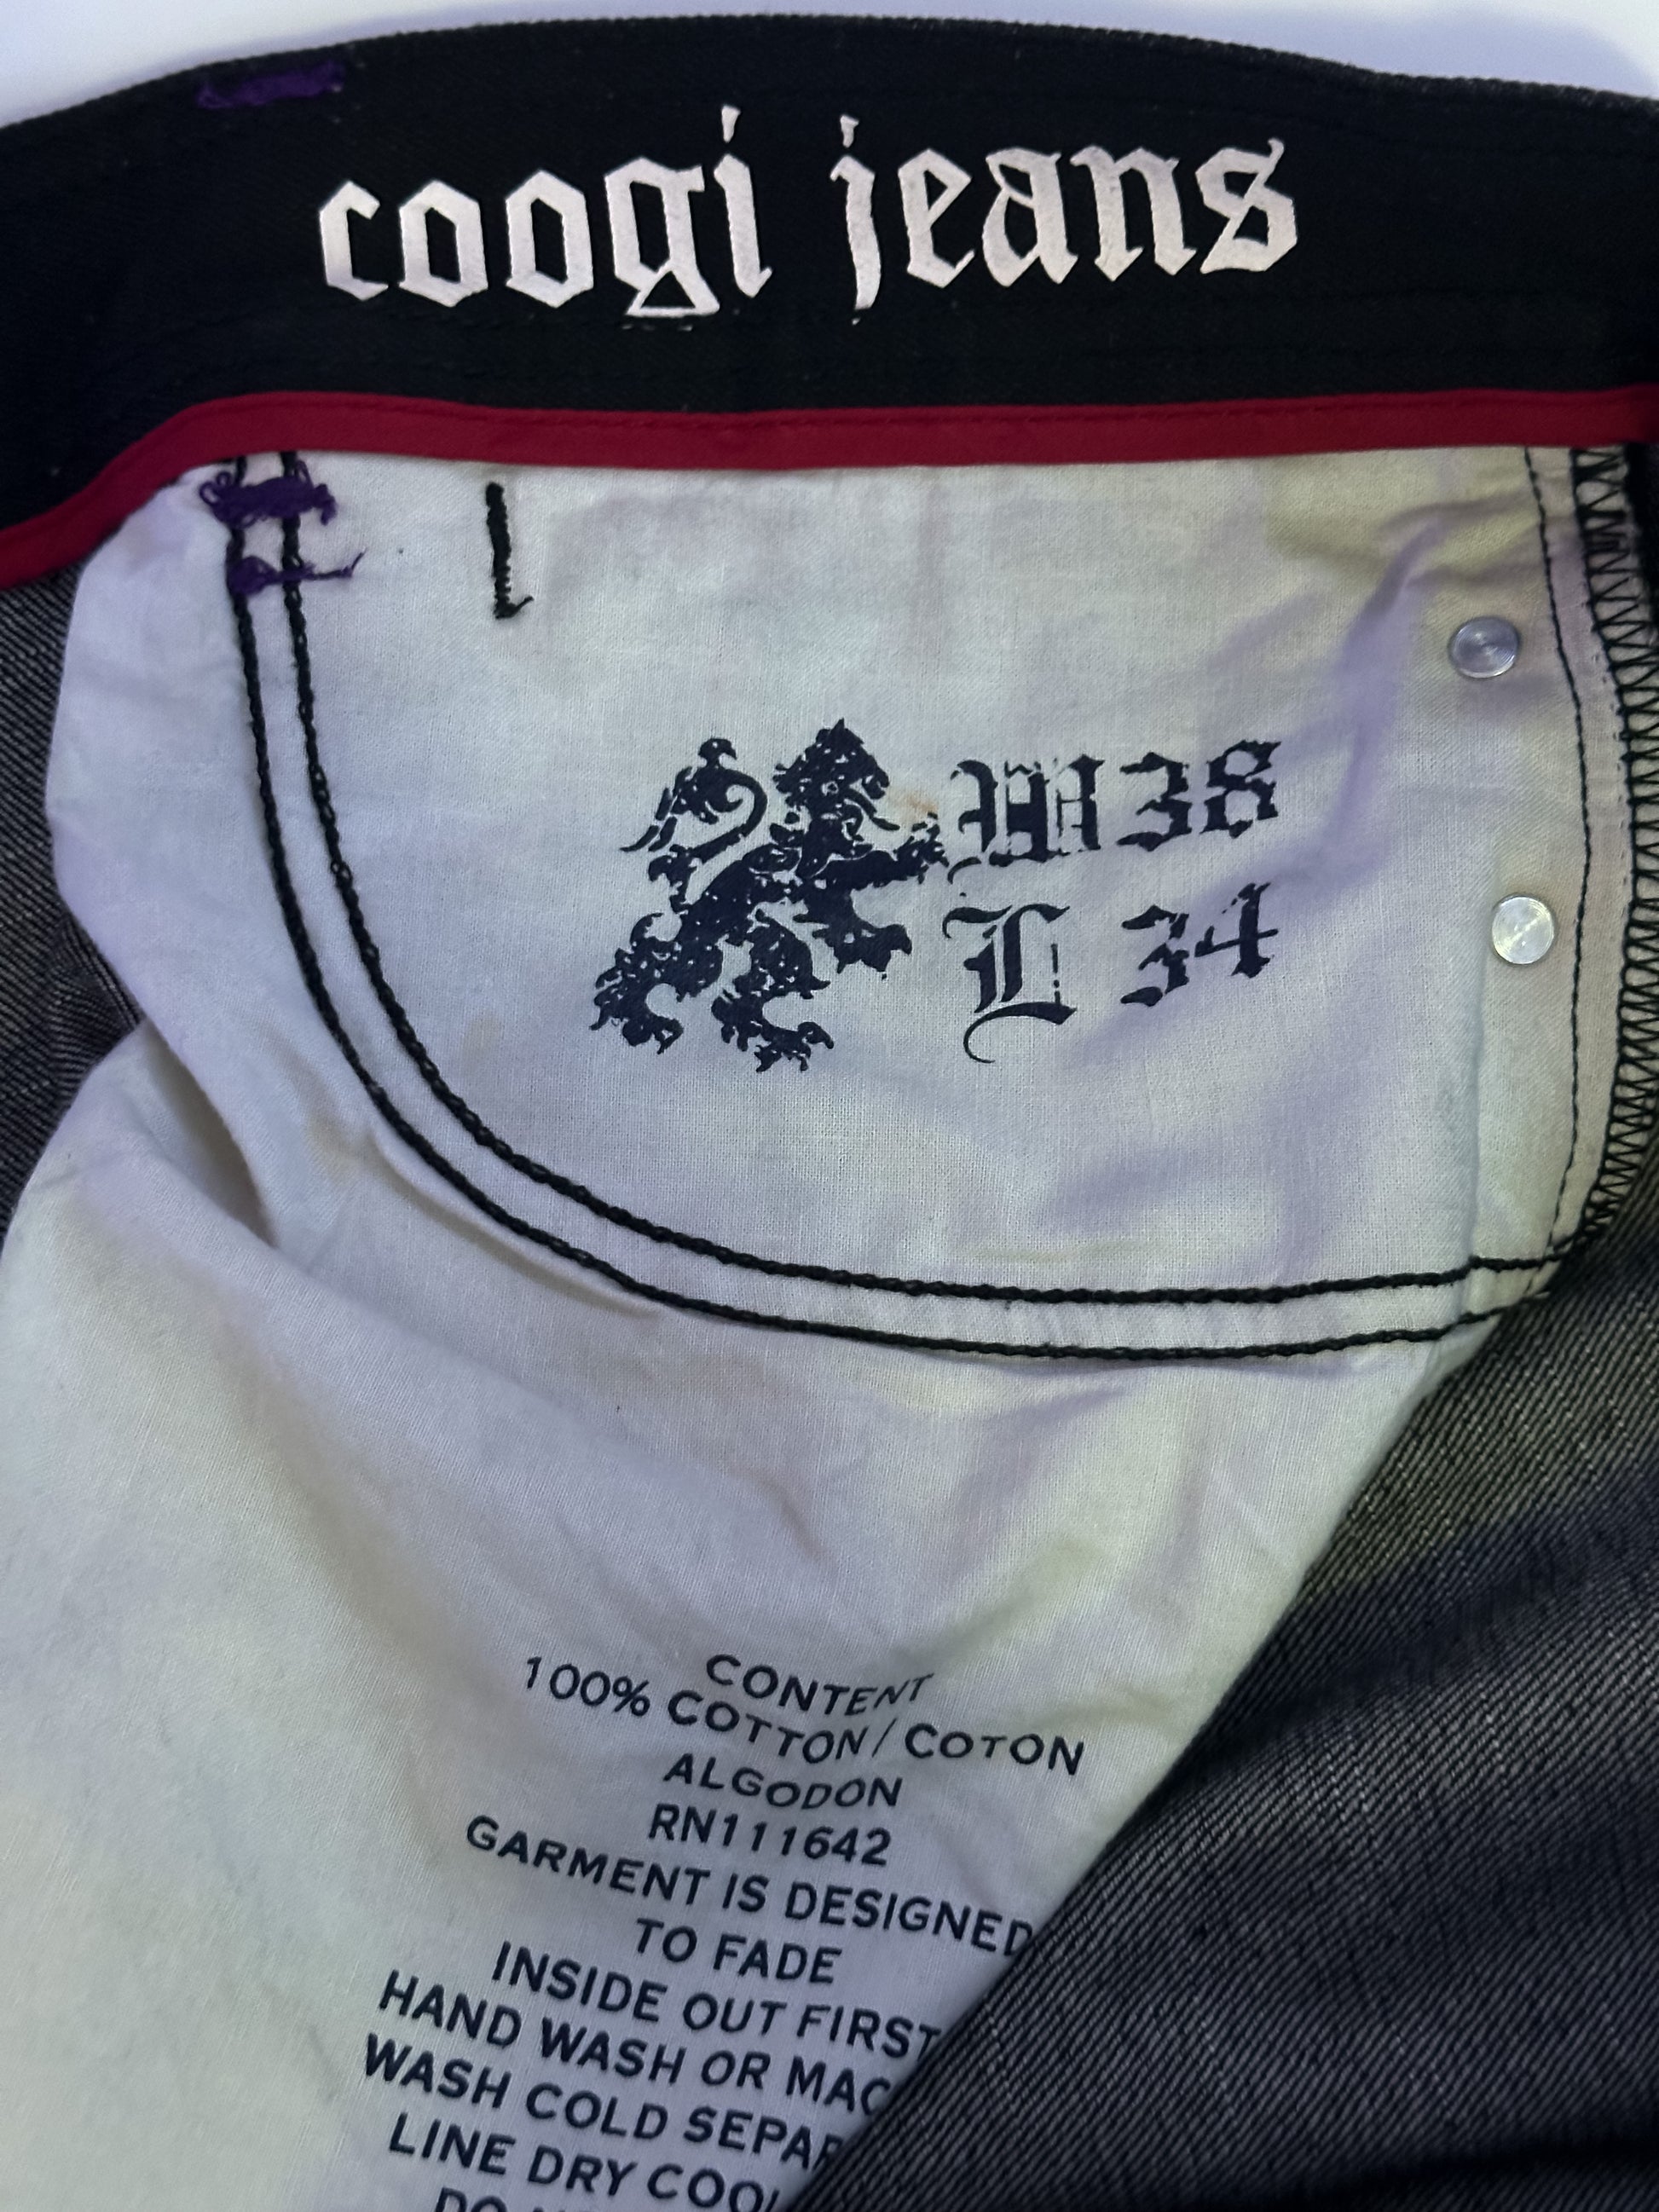 coogi jeans
W38
L 34
CONTENT
100% COTTON/COTON
ALGODON
RN111642
GARMENT IS DESIGNED
TO FADE
INSIDE OUT FIRST
HAND WASH OR
WASH COLD
LINE DRY